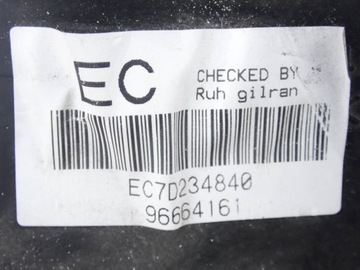 EC
CHECKED BY
Ruh gilran
EC7D234840
96664161